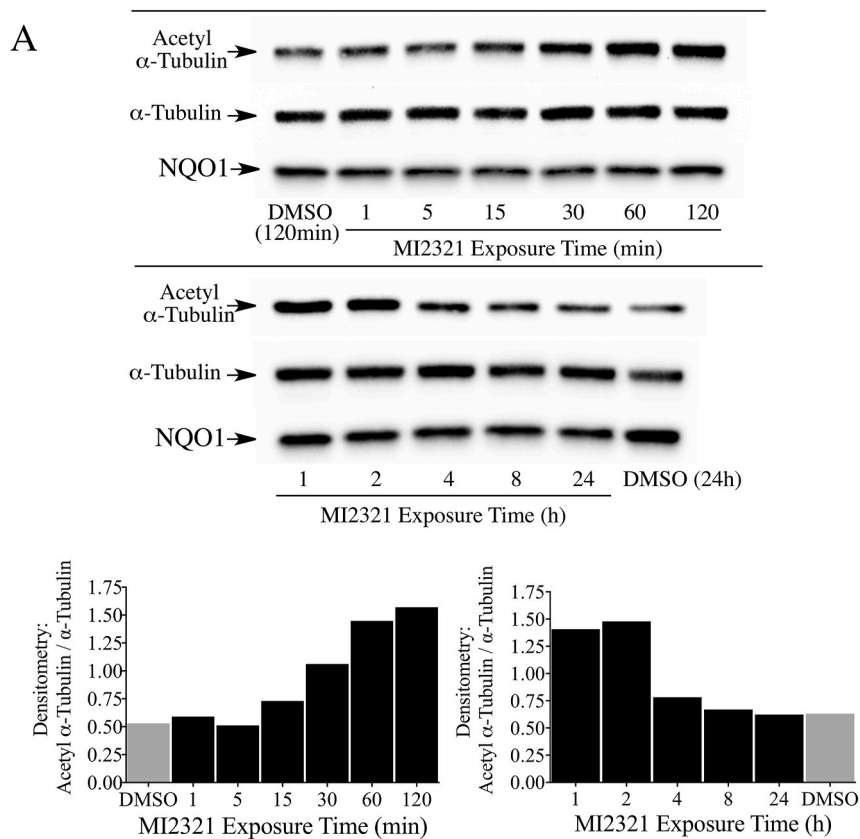 A
Acetyl
α-Tubulin
α-Tubulin
NQO1
DMSO 1 5 15 30 60 120
(120min)
MI2321 Exposure Time (min)
Acetyl
α-Tubulin
α-Tubulin
NQO1
1 2 4 8 24 DMSO (24h)
MI2321 Exposure Time (h)
Densitometry:
Acetyl α-Tubulin / α-Tubulin
1.75
1.50
1.25
1.00
0.75
0.50
0.25
0.00
DMSO 1 5 15 30 60 120
MI2321 Exposure Time (min)
Densitometry:
Acetyl α-Tubulin / α-Tubulin
1.75
1.50
1.25
1.00
0.75
0.50
0.25
0.00
1 2 4 8 24 DMSO
MI2321 Exposure Time (h)